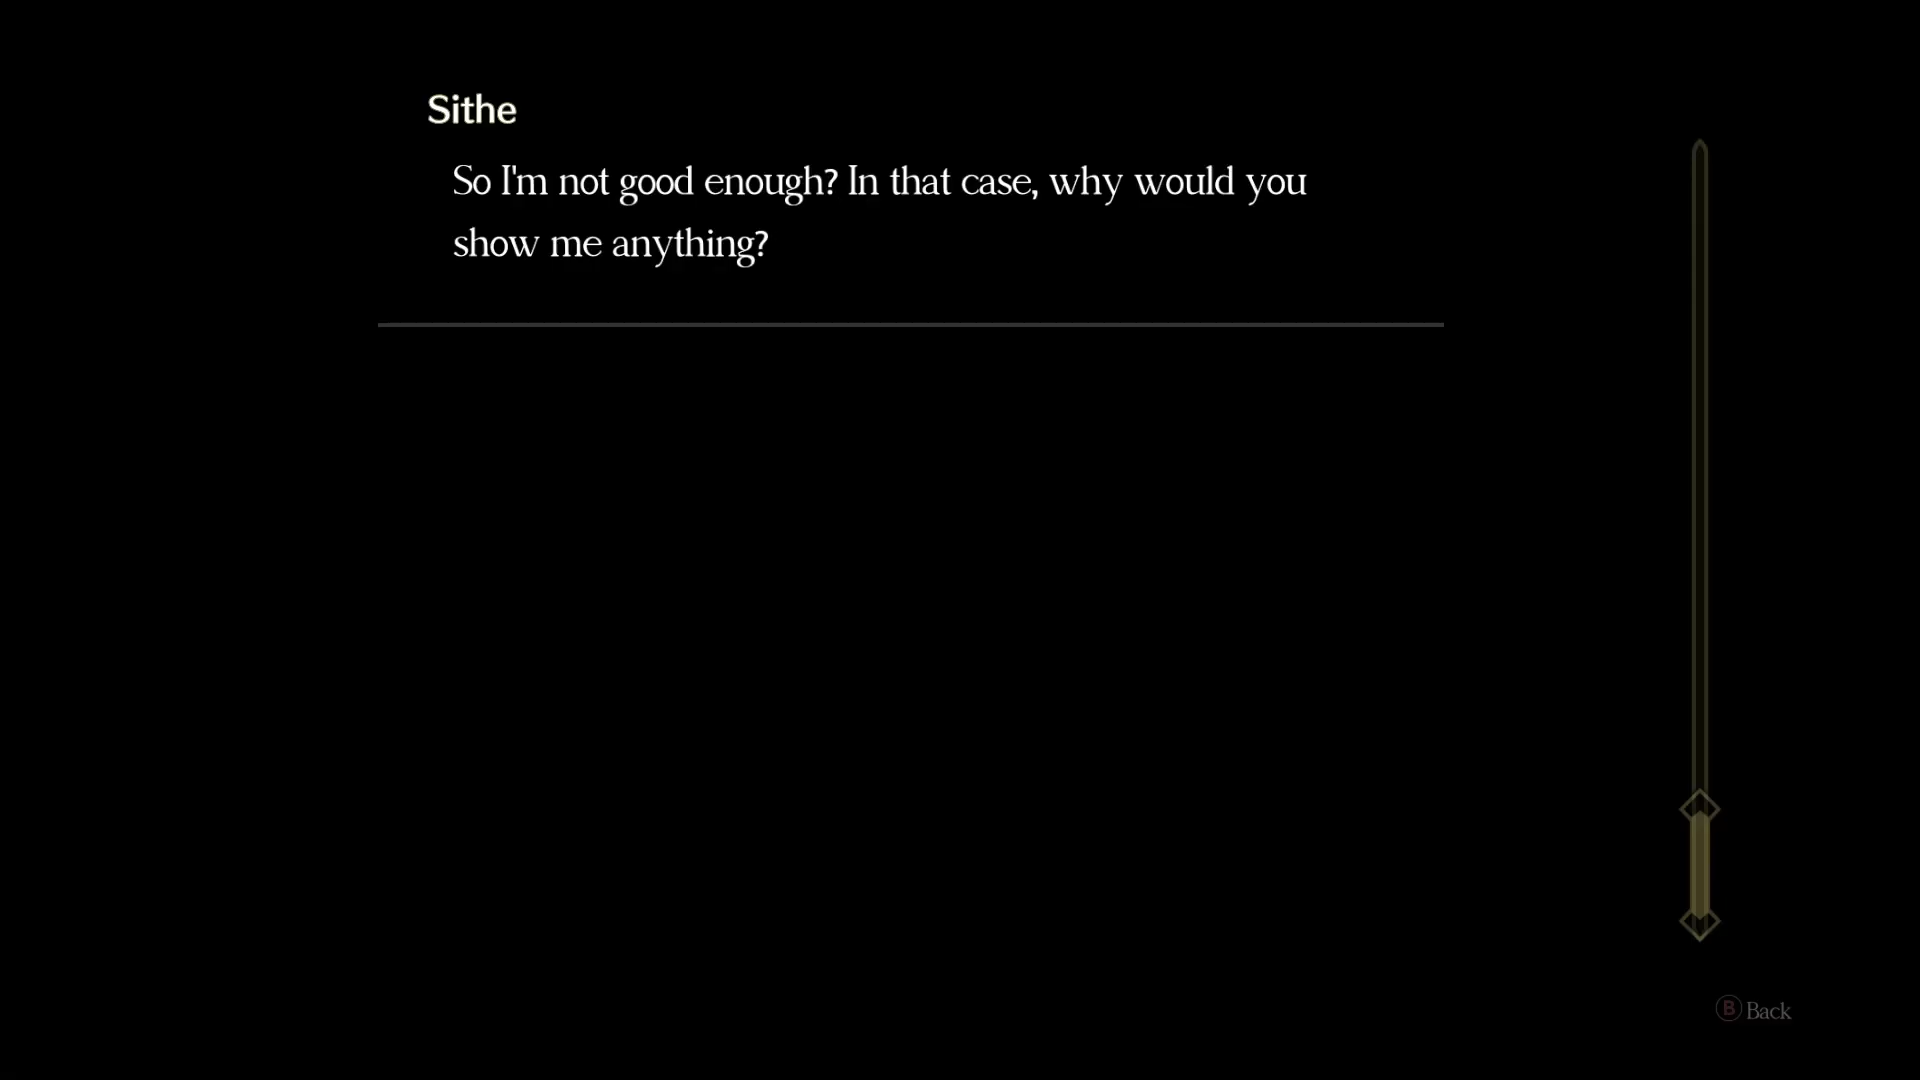 Sithe
So I'm not good enough? In that case, why would you
show me anything?
B Back